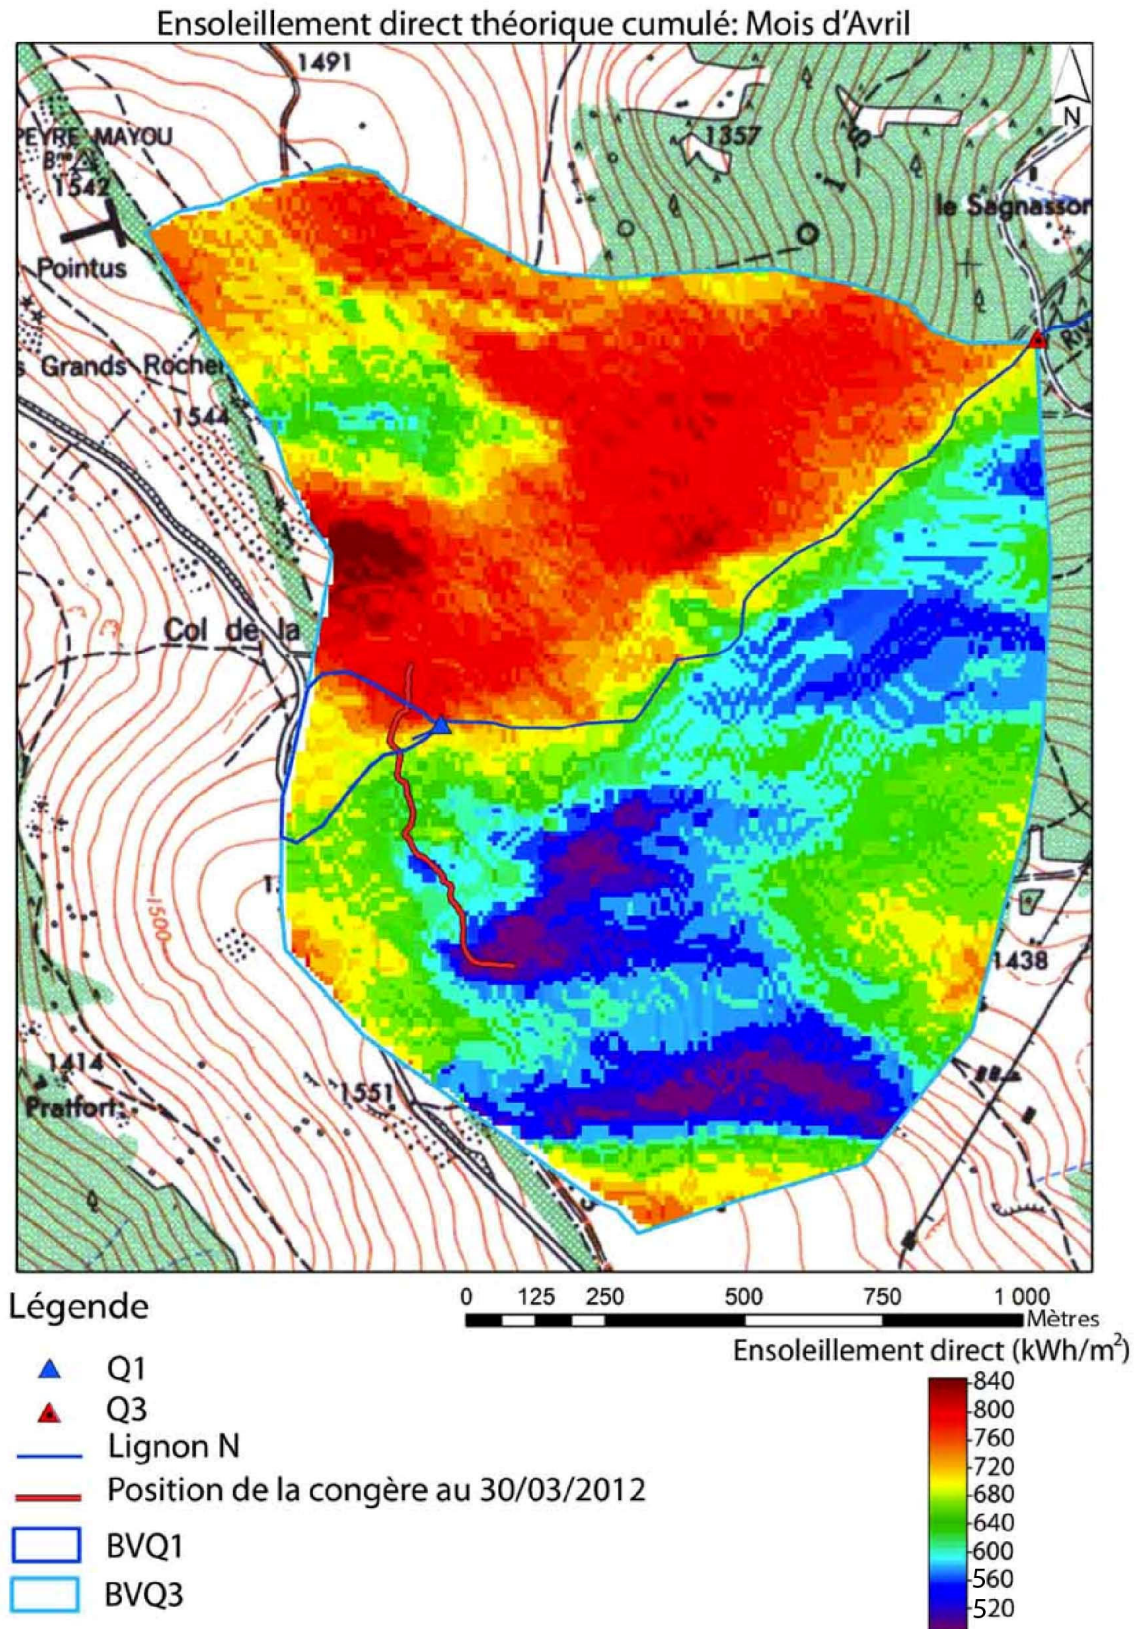 Ensoleillement direct théorique cumulé: Mois d'Avril
1491
PEYRE MAYOU
1357
1542
le Sagnasson
N
Pointus
s Grands Rocher
1544
Col de la
1500
1438
1414
1551
Pratfort
Légende
0 125 250 500 750 1 000
Mètres
Ensoleillement direct (kWh/m²)
Q1
Q3
Lignon N
Position de la congère au 30/03/2012
BVQ1
BVQ3
840
800
760
720
680
640
600
560
520